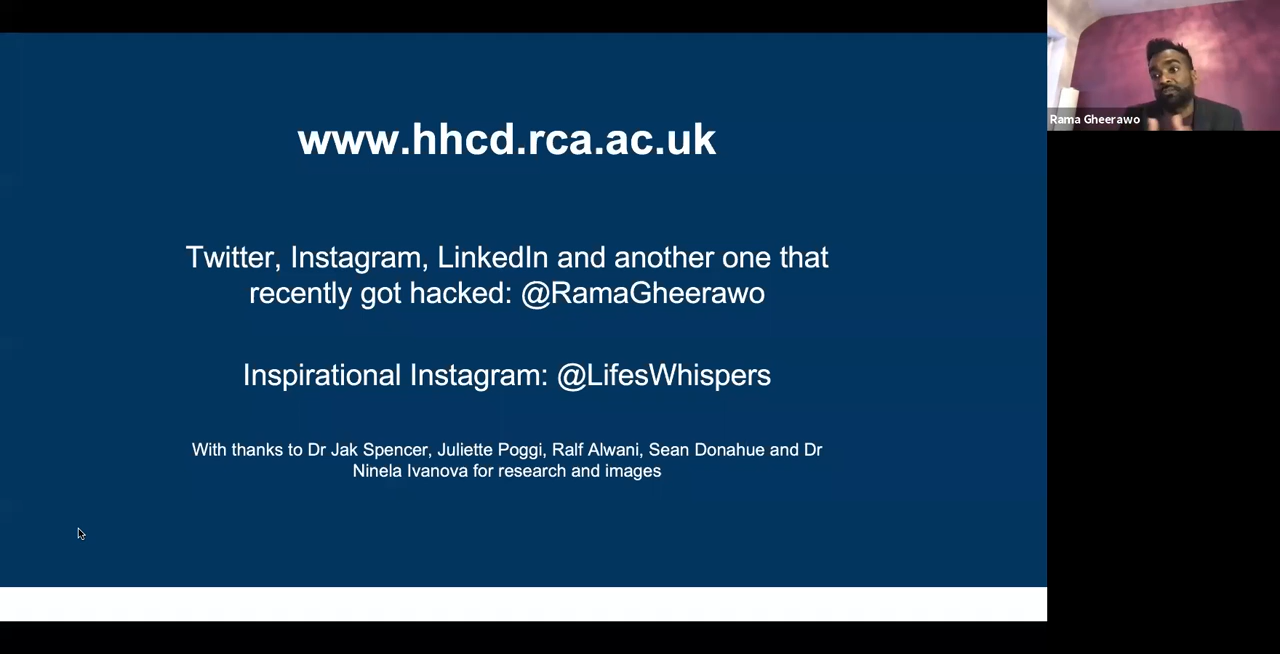 www.hhcd.rca.ac.uk
Twitter, Instagram, LinkedIn and another one that
recently got hacked: @RamaGheerawo
Inspirational Instagram: @LifesWhispers
With thanks to Dr Jak Spencer, Juliette Poggi, Ralf Alwani, Sean Donahue and Dr
Ninela Ivanova for research and images
Rama Gheerawo